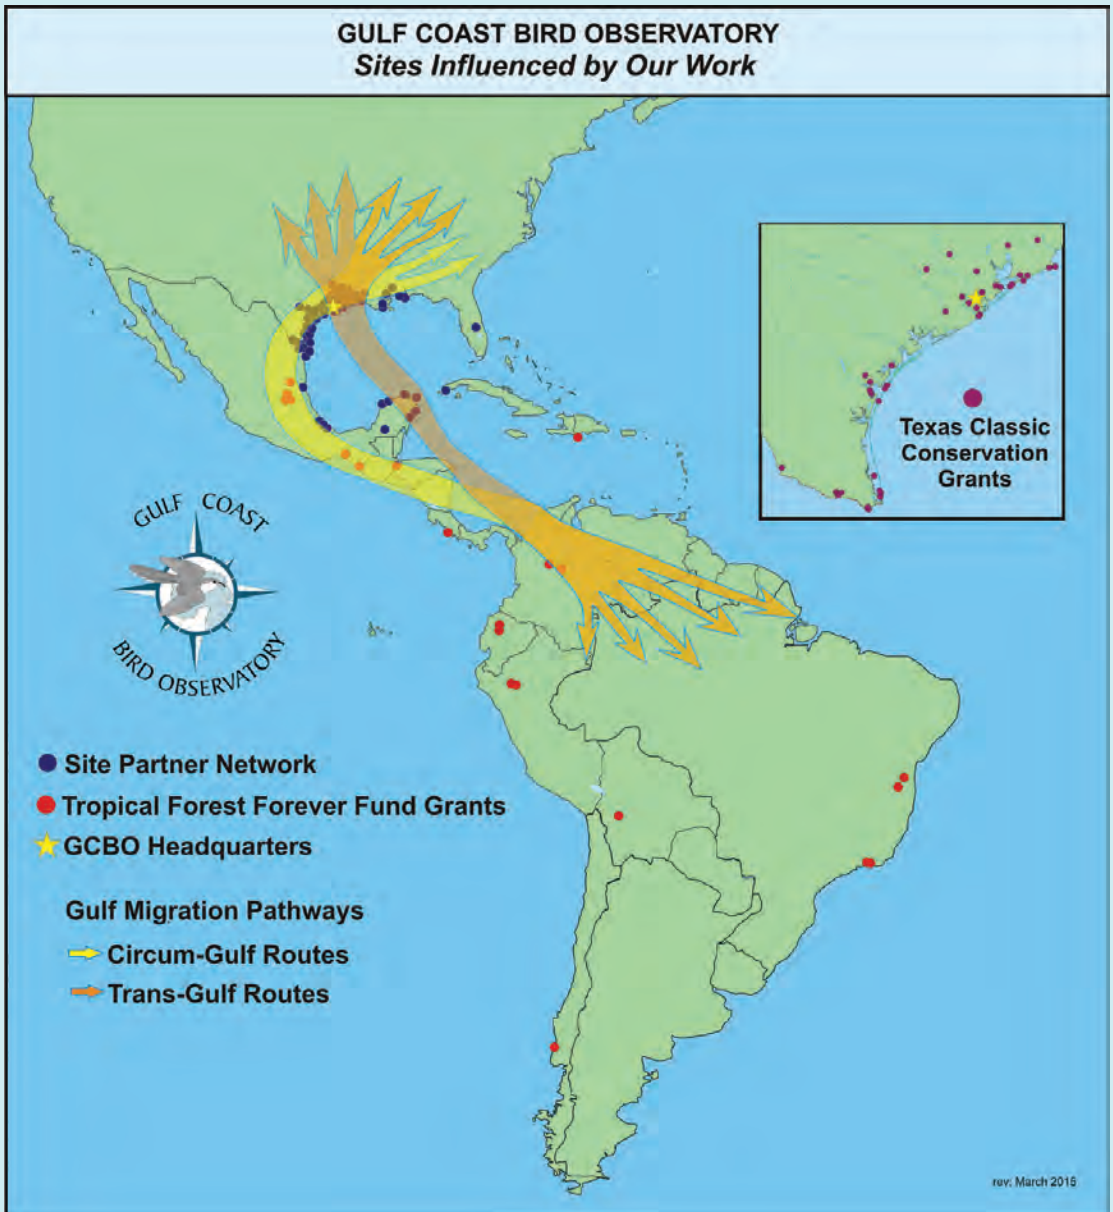 GULF COAST BIRD OBSERVATORY
Sites Influenced by Our Work
Texas Classic
Conservation
Grants
GULF COAST
BIRD OBSERVATORY
Site Partner Network
Tropical Forest Forever Fund Grants
GCBO Headquarters
Gulf Migration Pathways
Circum-Gulf Routes
Trans-Gulf Routes
rev: March 2016